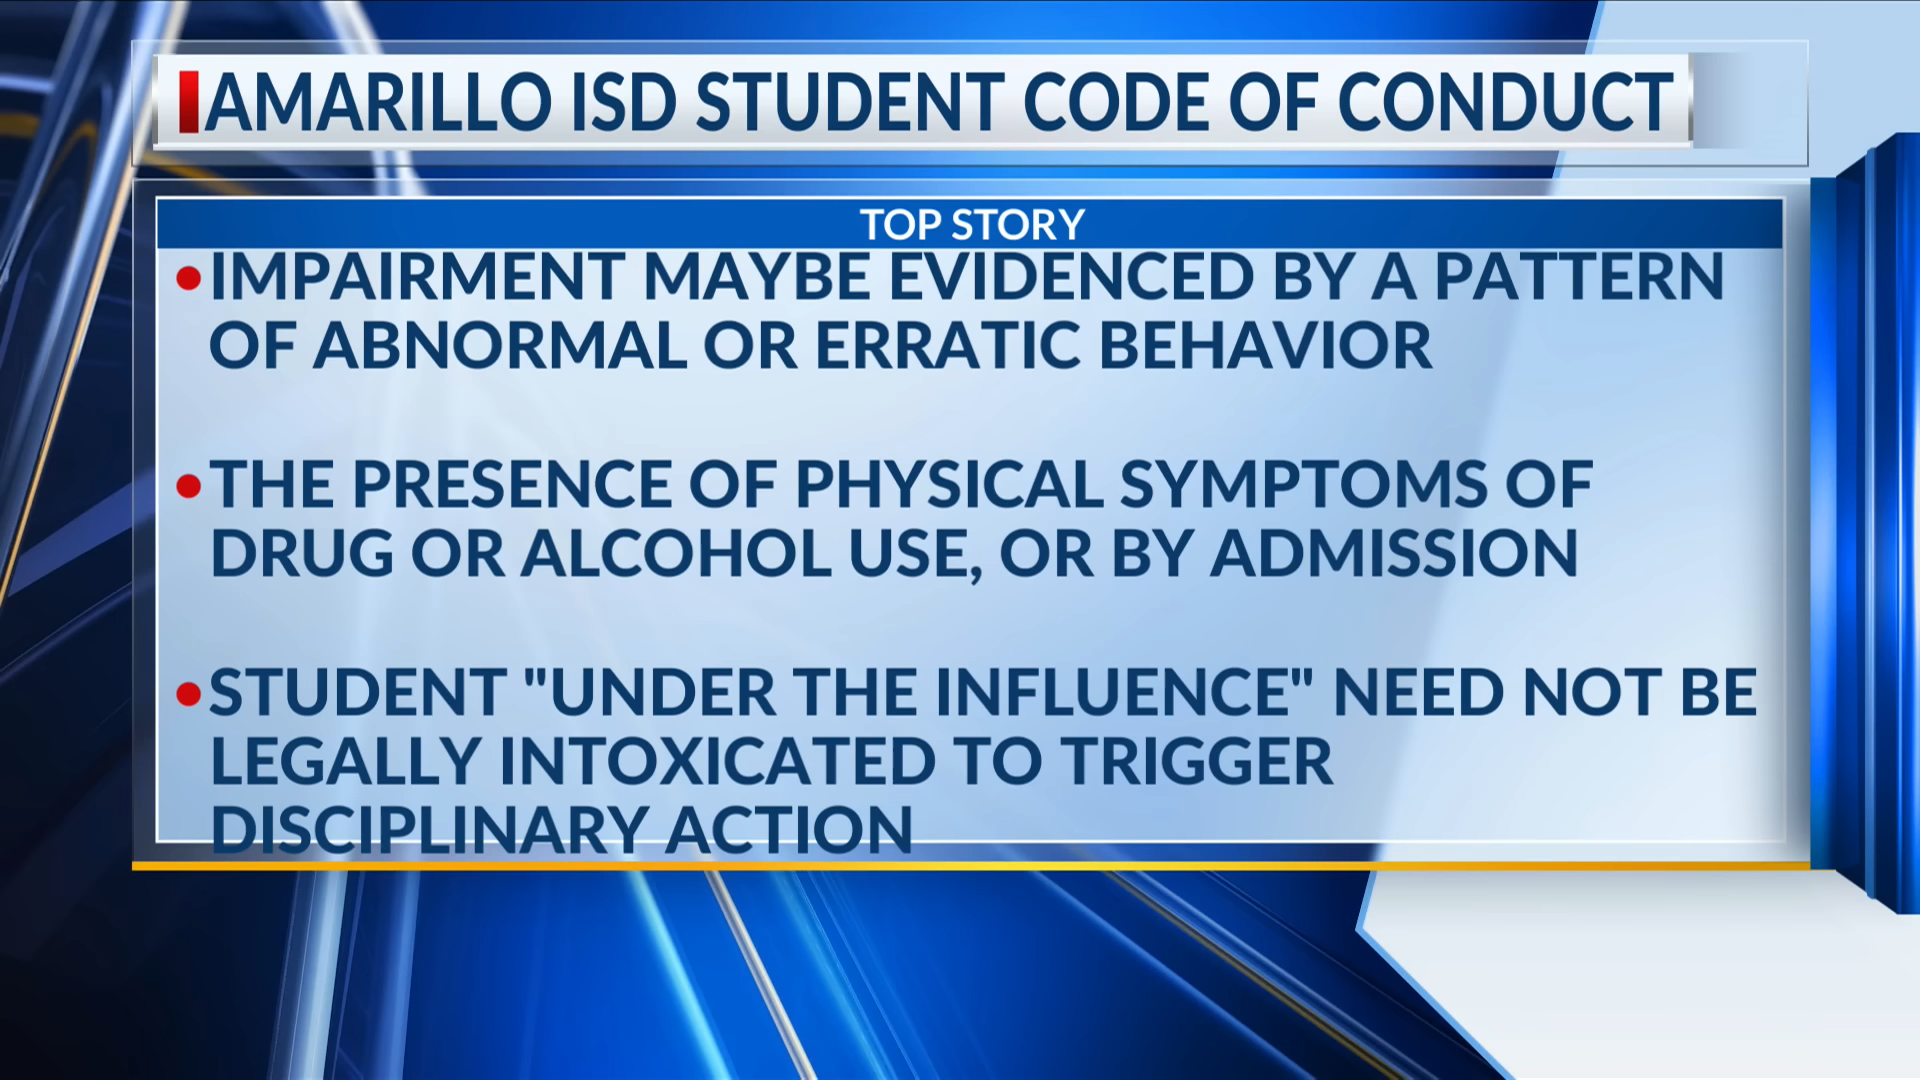 AMARILLO ISD STUDENT CODE OF CONDUCT
TOP STORY
•IMPAIRMENT MAYBE EVIDENCED BY A PATTERN
OF ABNORMAL OR ERRATIC BEHAVIOR
•THE PRESENCE OF PHYSICAL SYMPTOMS OF
DRUG OR ALCOHOL USE, OR BY ADMISSION
•STUDENT "UNDER THE INFLUENCE" NEED NOT BE
LEGALLY INTOXICATED TO TRIGGER
DISCIPLINARY ACTION